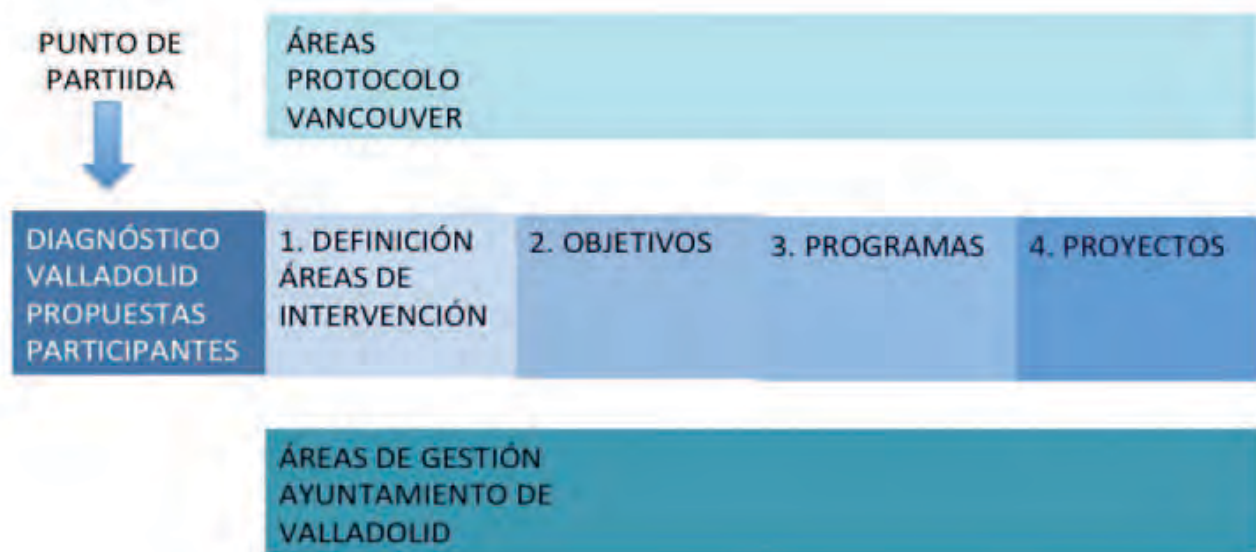 PUNTO DE
PARTIIDA
ÁREAS
PROTOCOLO
VANCOUVER
DIAGNÓSTICO
VALLADOLID
PROPUESTAS
PARTICIPANTES
1. DEFINICIÓN
ÁREAS DE
INTERVENCIÓN
2. OBJETIVOS
3. PROGRAMAS
4. PROYECTOS
ÁREAS DE GESTIÓN
AYUNTAMIENTO DE
VALLADOLID